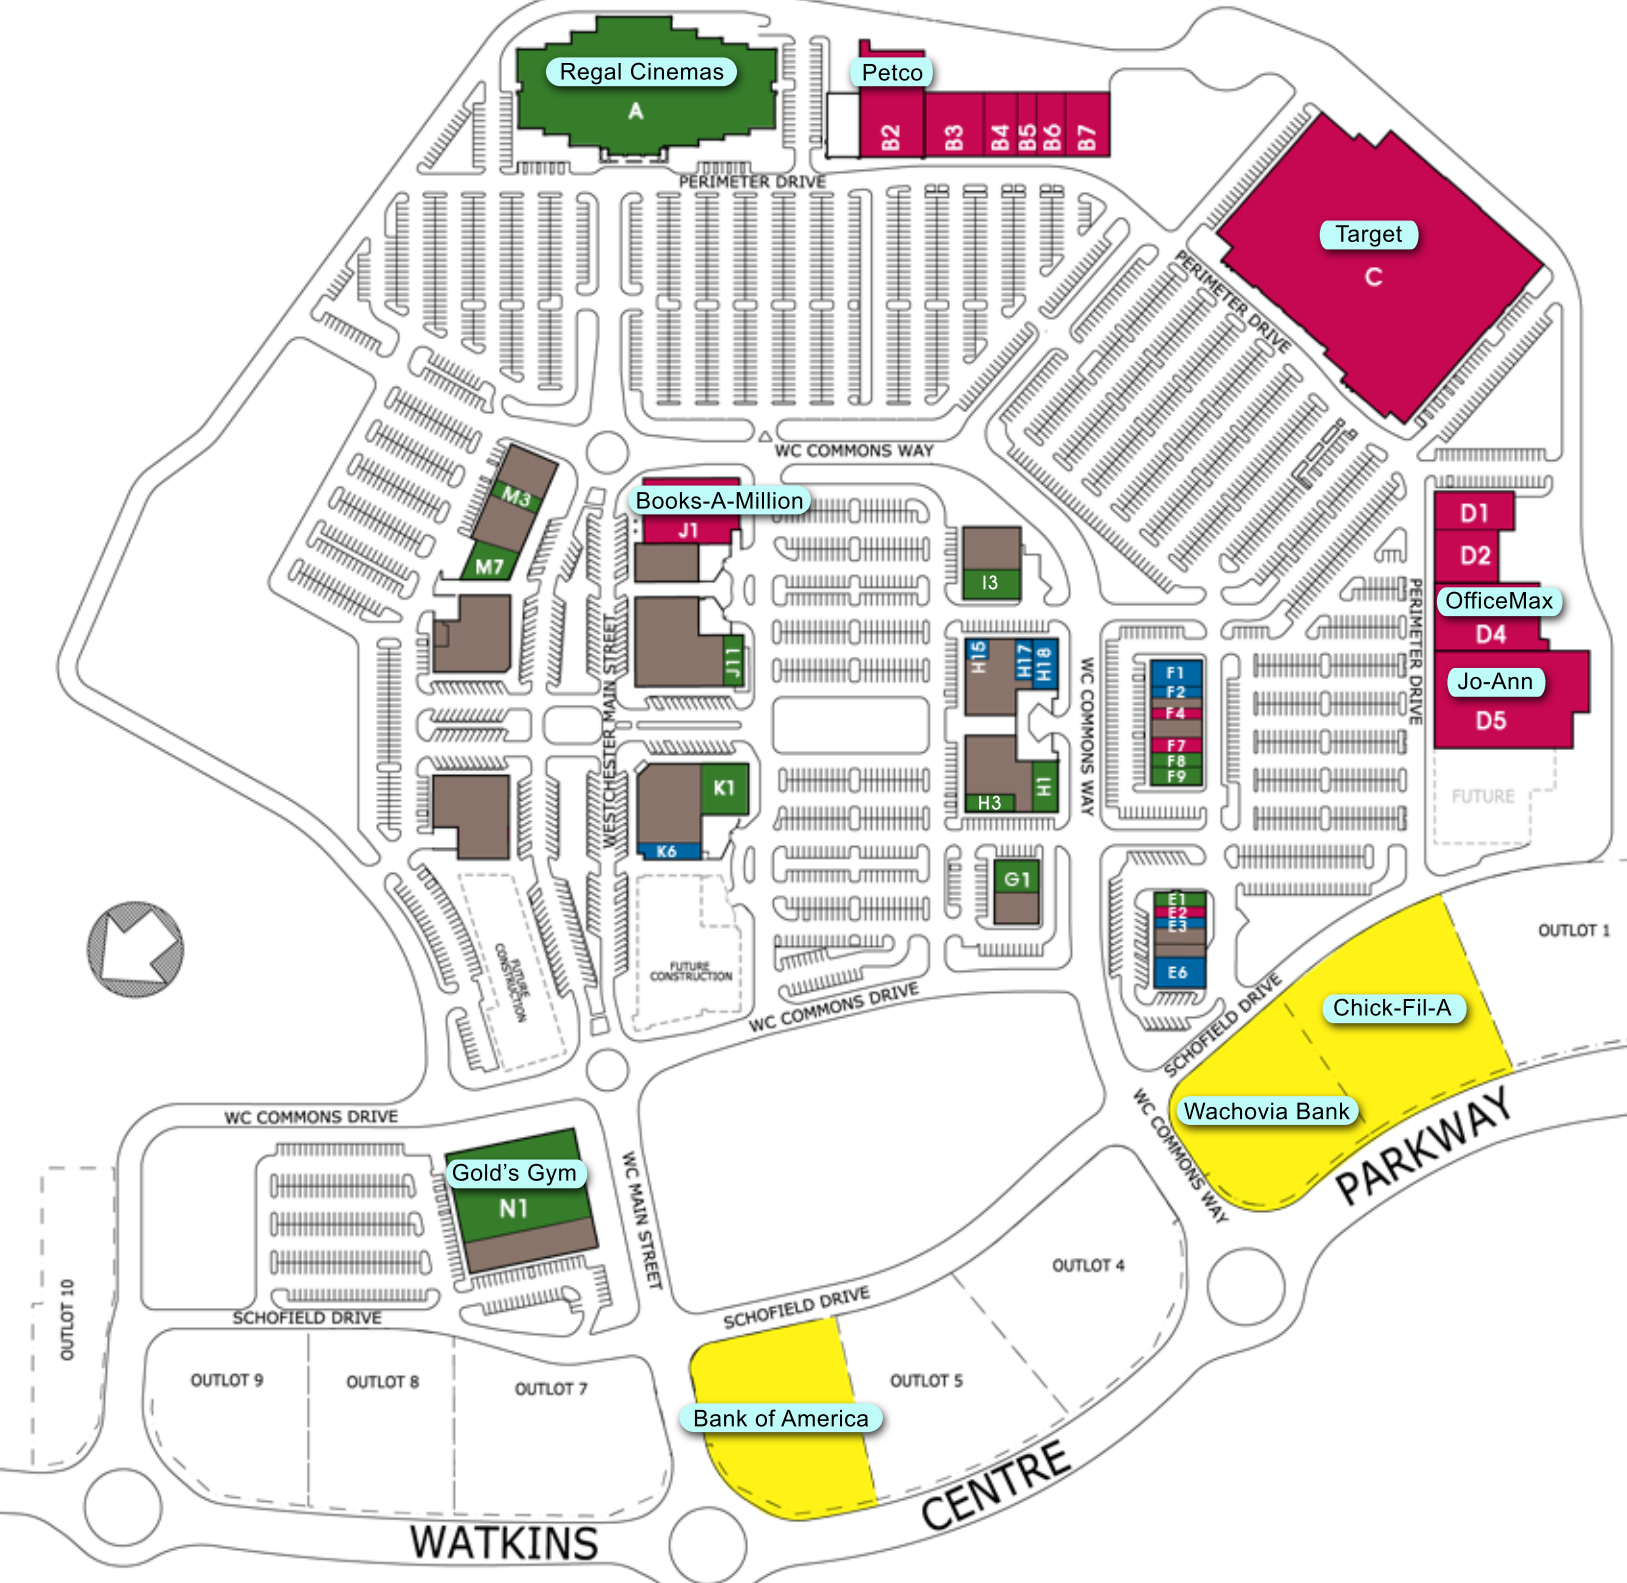 Regal Cinemas
A
Petco
B2
B3
B4
B5
B6
B7
PERIMETER DRIVE
Target
C
PERIMETER DRIVE
WC COMMONS WAY
M3
M7
Books-A-Million
J1
J11
I3
D1
D2
OfficeMax
D4
Jo-Ann
D5
FUTURE
PERIMETER DRIVE
WESTCHESTER MAIN STREET
H15
H17
H18
WC COMMONS WAY
F1
F2
F4
F7
F8
F9
K1
K6
H3
H1
G1
E1
E2
E3
E6
FUTURE
CONSTRUCTION
FUTURE
CONSTRUCTION
WC COMMONS DRIVE
OUTLOT 1
SCHOFIELD DRIVE
Chick-Fil-A
Wachovia Bank
WC COMMONS WAY
WC COMMONS DRIVE
Gold's Gym
N1
WC MAIN STREET
OUTLOT 10
SCHOFIELD DRIVE
SCHOFIELD DRIVE
OUTLOT 4
OUTLOT 5
OUTLOT 9
OUTLOT 8
OUTLOT 7
Bank of America
WATKINS
CENTRE
PARKWAY